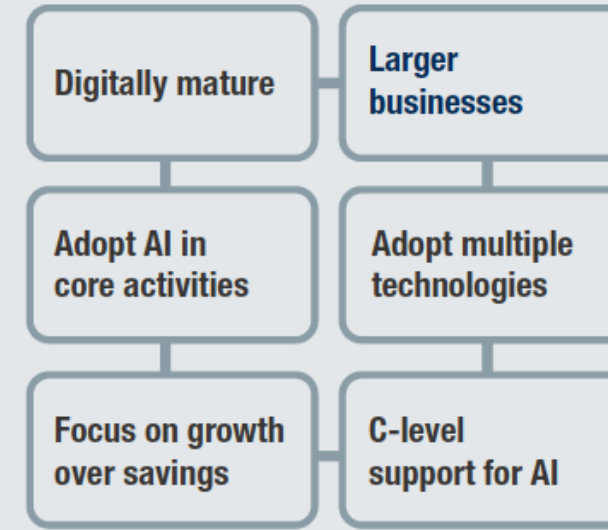 Digitally mature
Larger
businesses
Adopt AI in
core activities
Adopt multiple
technologies
Focus on growth
over savings
C-level
support for AI